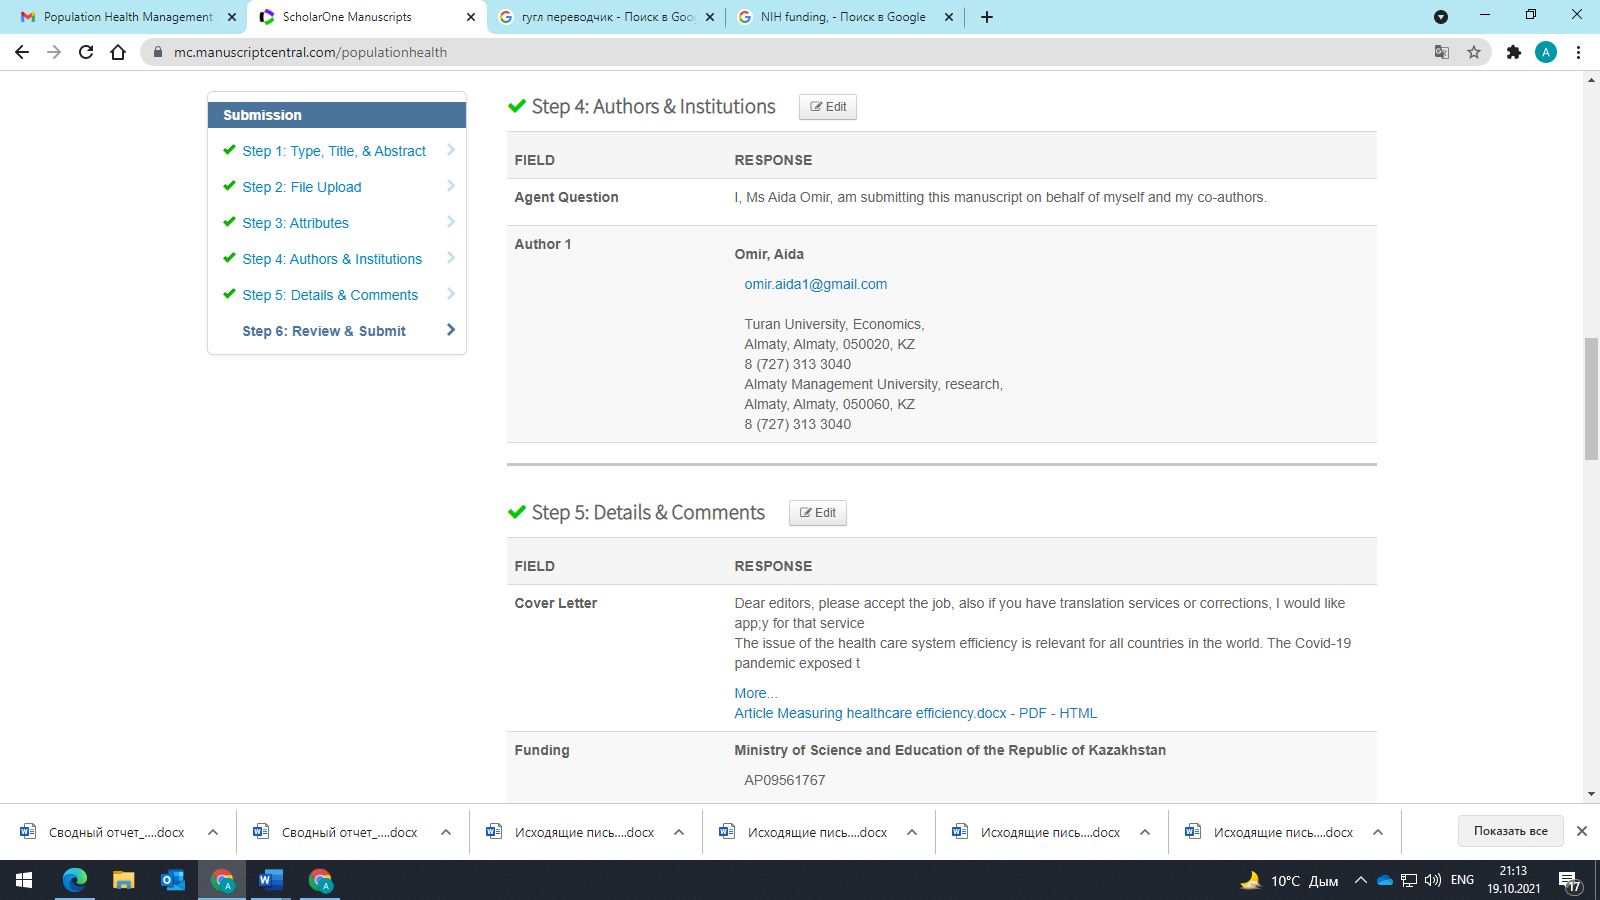 Population Health Management
ScholarOne Manuscripts
гугл переводчик - Поиск в Goo
NIH funding, - Поиск в Google
mc.manuscriptcentral.com/populationhealth
A
Submission
Step 1: Type, Title, & Abstract
Step 2: File Upload
Step 3: Attributes
Step 4: Authors & Institutions
Step 5: Details & Comments
Step 6: Review & Submit
Step 4: Authors & Institutions
Edit
FIELD
RESPONSE
Agent Question
I, Ms Aida Omir, am submitting this manuscript on behalf of myself and my co-authors.
Author 1
Omir, Aida
omir.aida1@gmail.com
Turan University, Economics,
Almaty, Almaty, 050020, KZ
8 (727) 313 3040
Almaty Management University, research,
Almaty, Almaty, 050060, KZ
8 (727) 313 3040
Step 5: Details & Comments
Edit
FIELD
RESPONSE
Cover Letter
Dear editors, please accept the job, also if you have translation services or corrections, I would like
app;y for that service
The issue of the health care system efficiency is relevant for all countries in the world. The Covid-19
pandemic exposed t
More...
Article Measuring healthcare efficiency.docx - PDF - HTML
Funding
Ministry of Science and Education of the Republic of Kazakhstan
AP09561767
Сводный отчет_....docx
Сводный отчет_....docx
Исходящие пись....docx
Исходящие пись....docx
Исходящие пись....docx
Исходящие пись....docx
Показать все
10°C Дым
ENG
21:13
19.10.2021
17